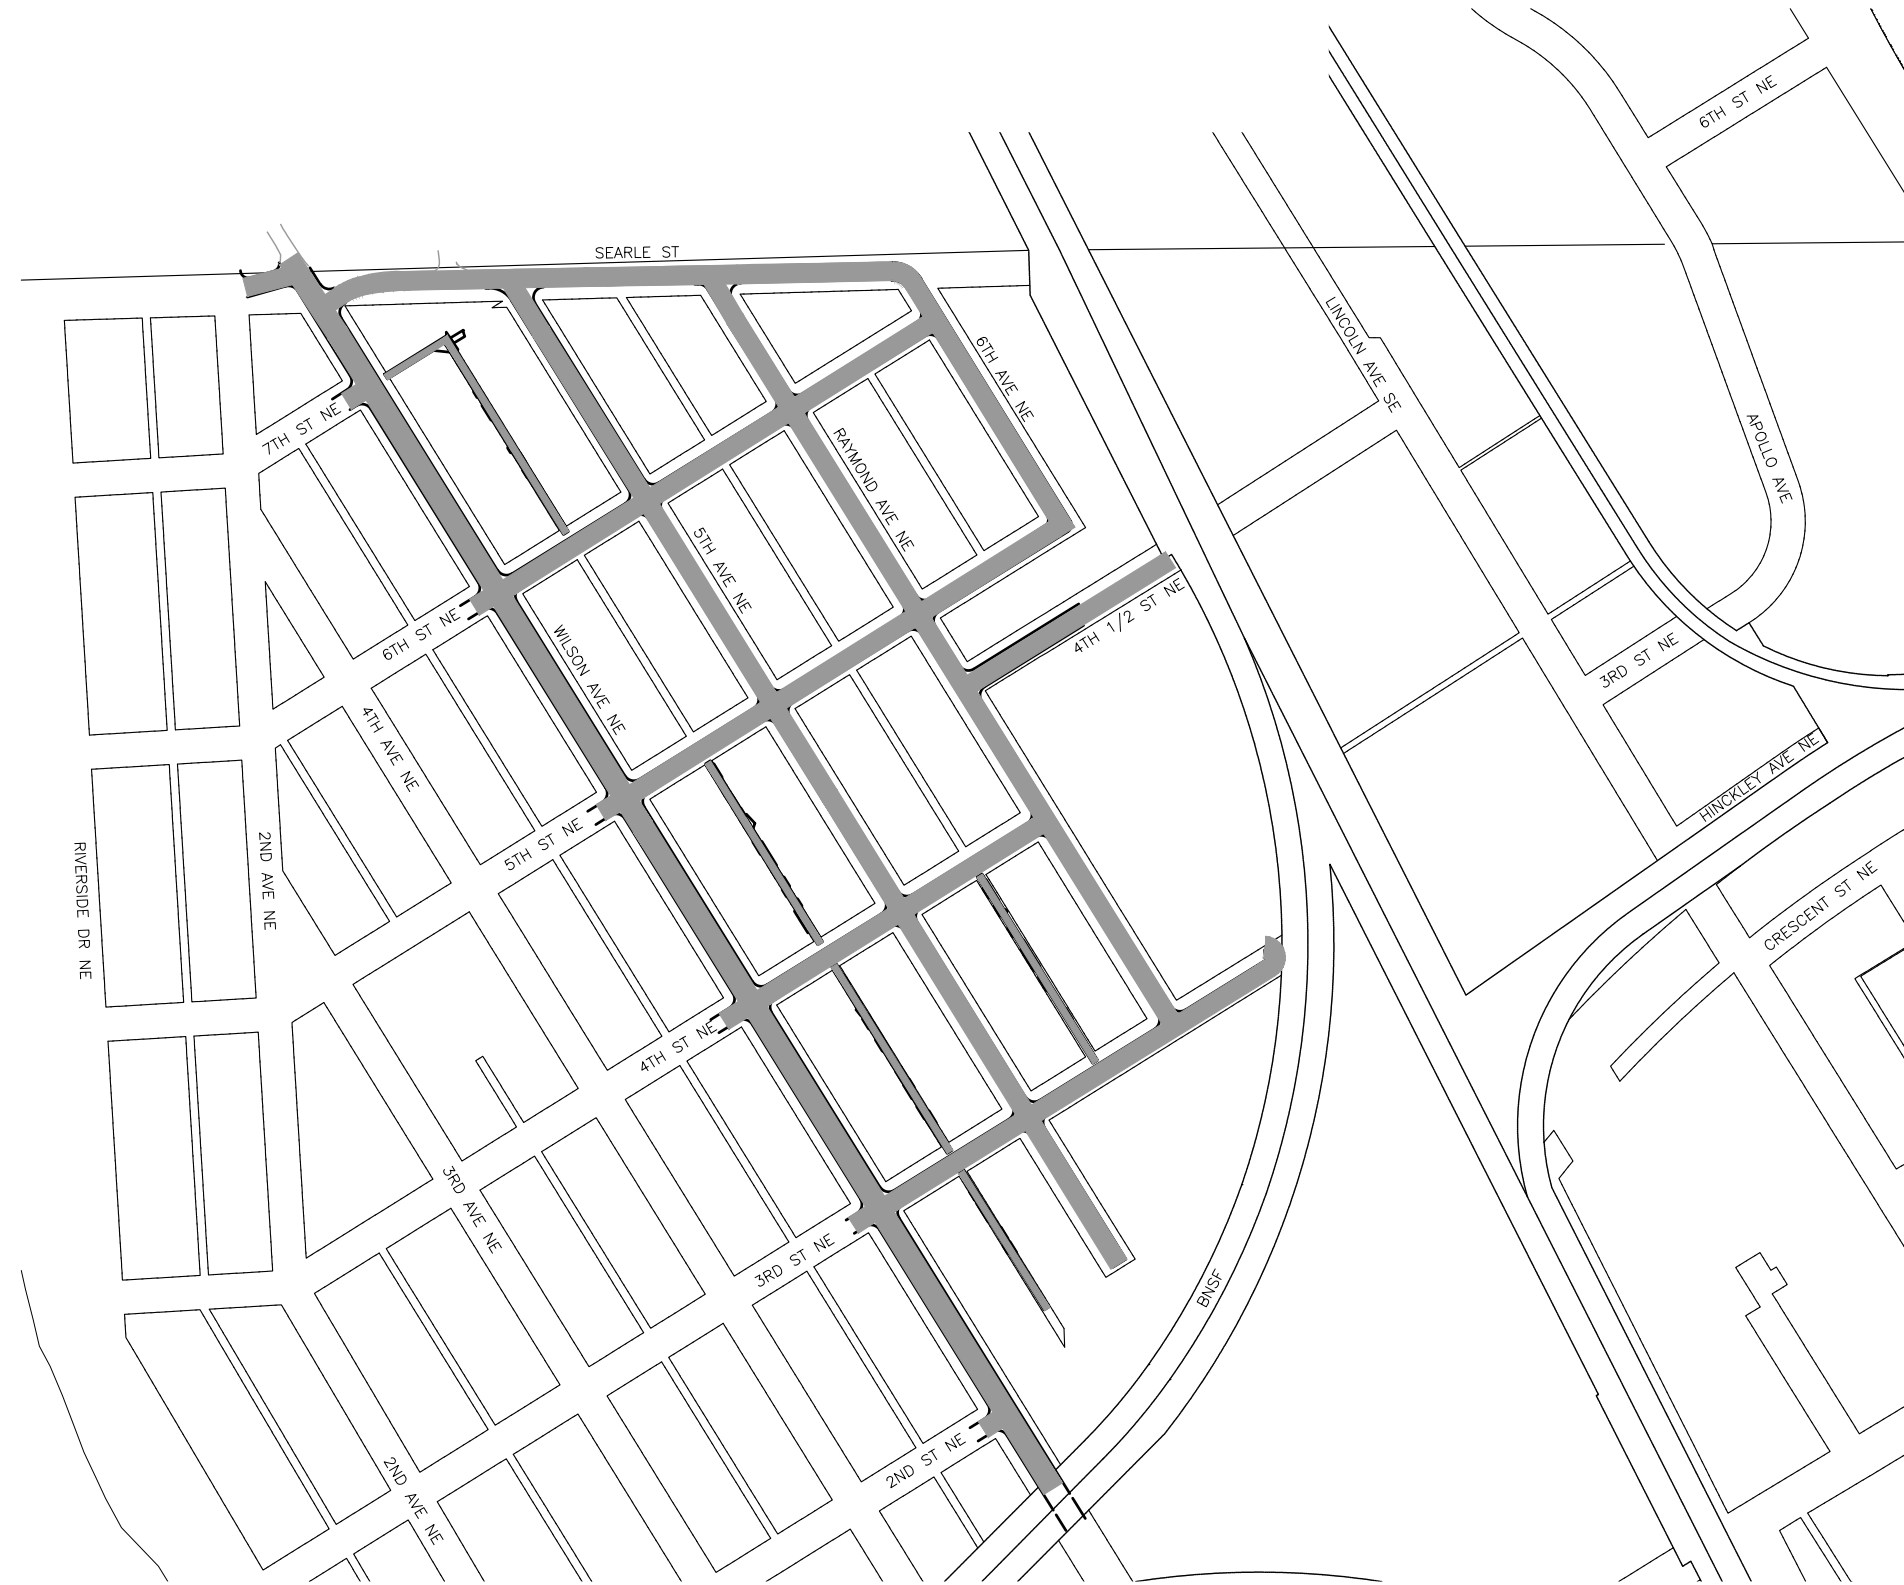 6TH ST NE
SEARLE ST
LINCOLN AVE SE
6TH AVE NE
7TH ST NE
APOLLO AVE
RAYMOND AVE NE
5TH AVE NE
4TH 1/2 ST NE
6TH ST NE
WILSON AVE NE
3RD ST NE
4TH AVE NE
HINCKLEY AVE NE
5TH ST NE
2ND AVE NE
RIVERSIDE DR NE
CRESCENT ST NE
4TH ST NE
3RD AVE NE
3RD ST NE
BNSF
2ND ST NE
2ND AVE NE